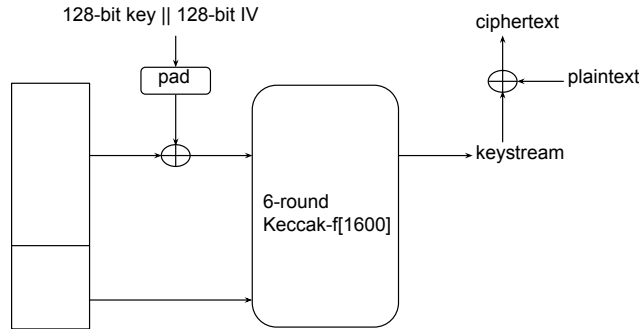 128-bit key || 128-bit IV
ciphertext
pad
plaintext
keystream
6-round
Keccak-f[1600]